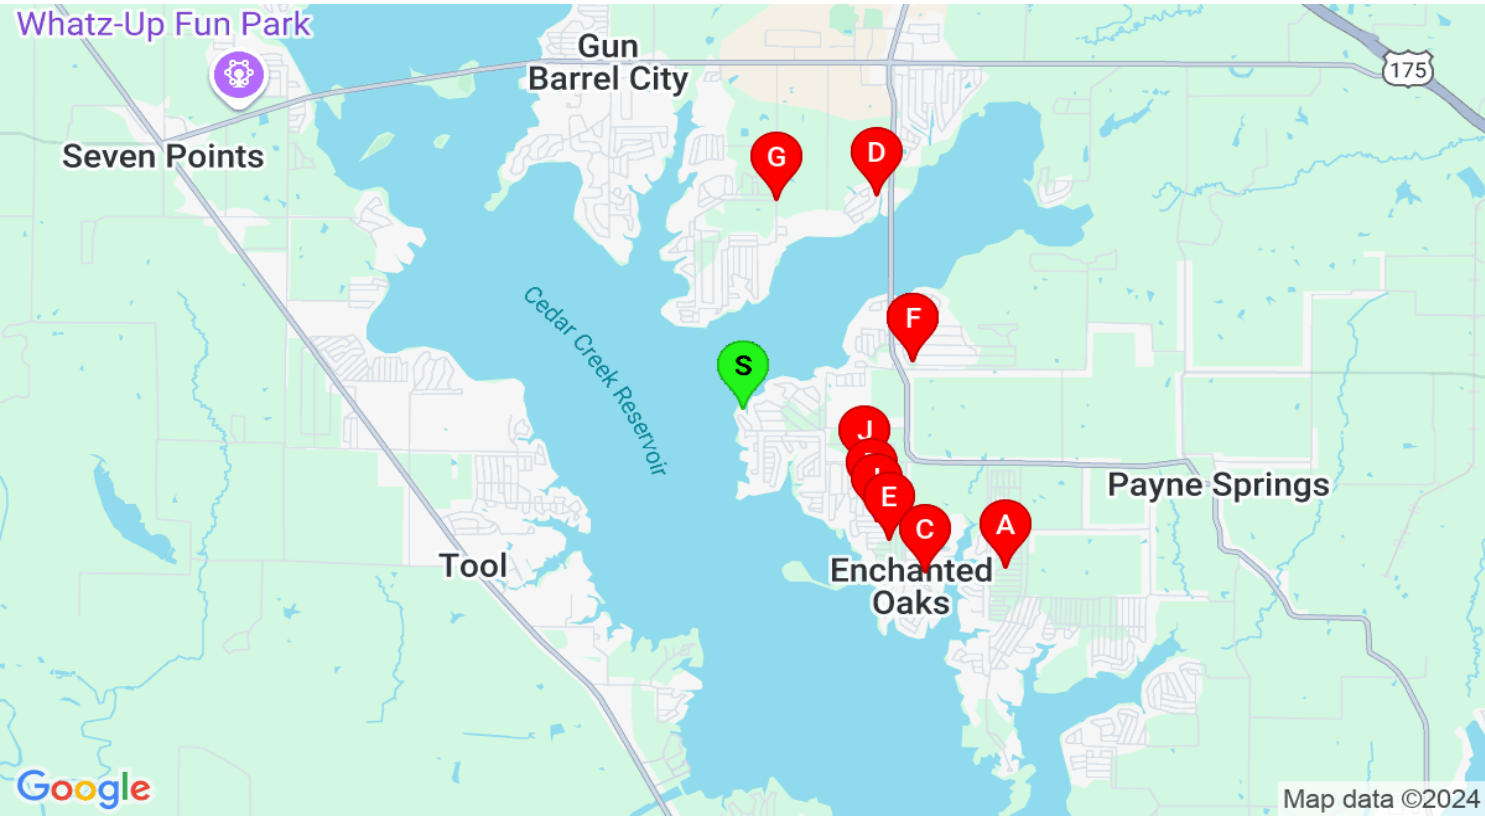 Whatz-Up Fun Park
Gun
Barrel City
175
Seven Points
G
D
Cedar Creek Reservoir
F
S
J
E
Payne Springs
C
A
Tool
Enchanted
Oaks
Google
Map data ©2024